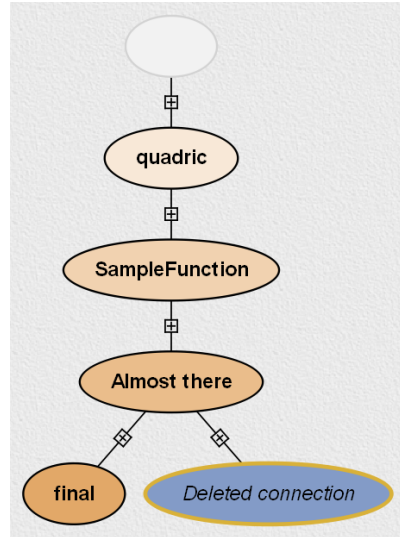 quadric
SampleFunction
Almost there
final
Deleted connection